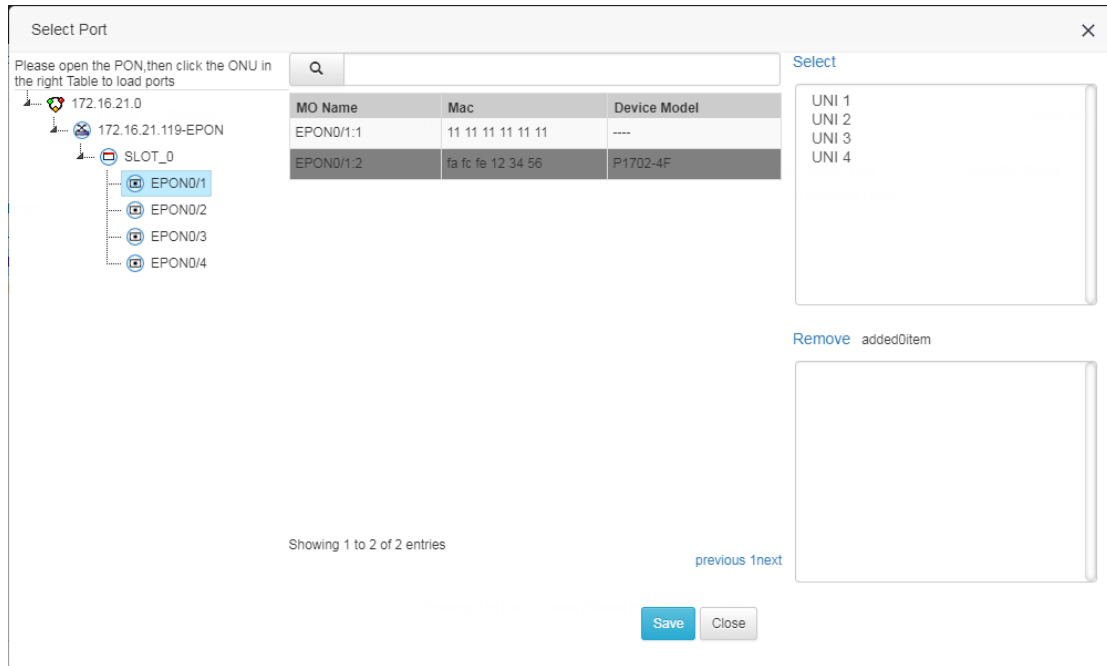 Select Port
Please open the PON,then click the ONU in
the right Table to load ports
172.16.21.0
172.16.21.119-EPON
SLOT_0
EPON0/1
EPON0/2
EPON0/3
EPON0/4
MO Name Mac Device Model
EPON0/1:1 11 11 11 11 11 11 ----
EPON0/1:2 fa fc fe 12 34 56 P1702-4F
Showing 1 to 2 of 2 entries
previous 1next
Select
UNI 1
UNI 2
UNI 3
UNI 4
Remove added0item
Save Close